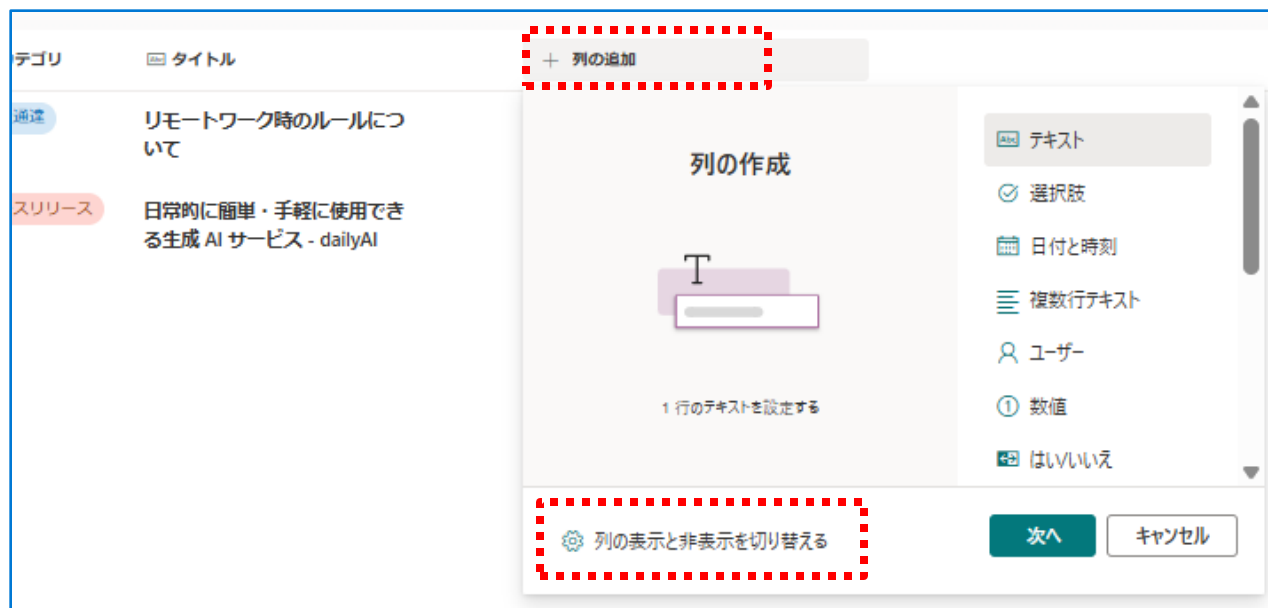 テゴリ
Abc タイトル
＋ 列の追加
通達
リモートワーク時のルールにつ
いて
スリリース
日常的に簡単・手軽に使用でき
る生成 AI サービス - dailyAI
列の作成
T
1 行のテキストを設定する
Abc テキスト
選択肢
日付と時刻
複数行テキスト
ユーザー
1 数値
はい/いいえ
列の表示と非表示を切り替える
次へ
キャンセル